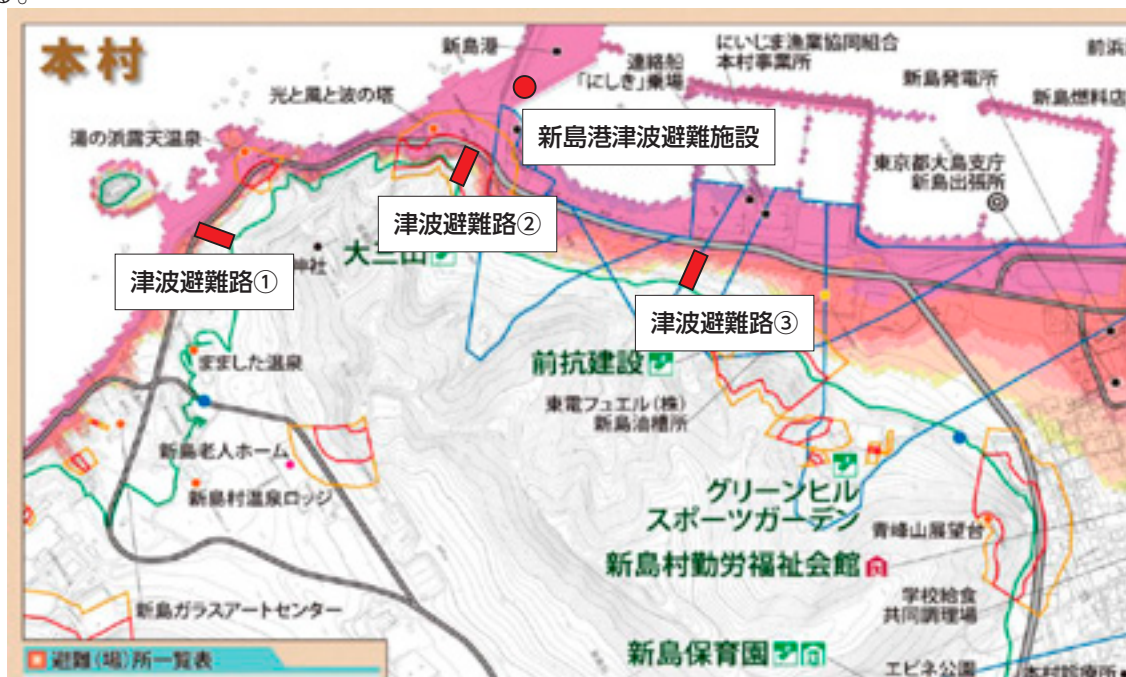 る。
本村
新島港
連絡船
「にしき」乗場
にいじま漁業協同組合
本村事業所
前浜
新島発電所
新島燃料店
光と風と波の塔
湯の浜露天温泉
新島港津波避難施設
東京都大島支庁
新島出張所
津波避難路②
津波避難路①
神社
大三山
津波避難路③
まました温泉
前抗建設
東電フュエル(株)
新島油槽所
新島老人ホーム
新島村温泉ロッジ
グリーンヒル
スポーツガーデン
青峰山展望台
新島村勤労福祉会館
学校給食
共同調理場
新島ガラスアートセンター
新島保育園
エビネ公園
本村診療所
避難(場)所一覧表